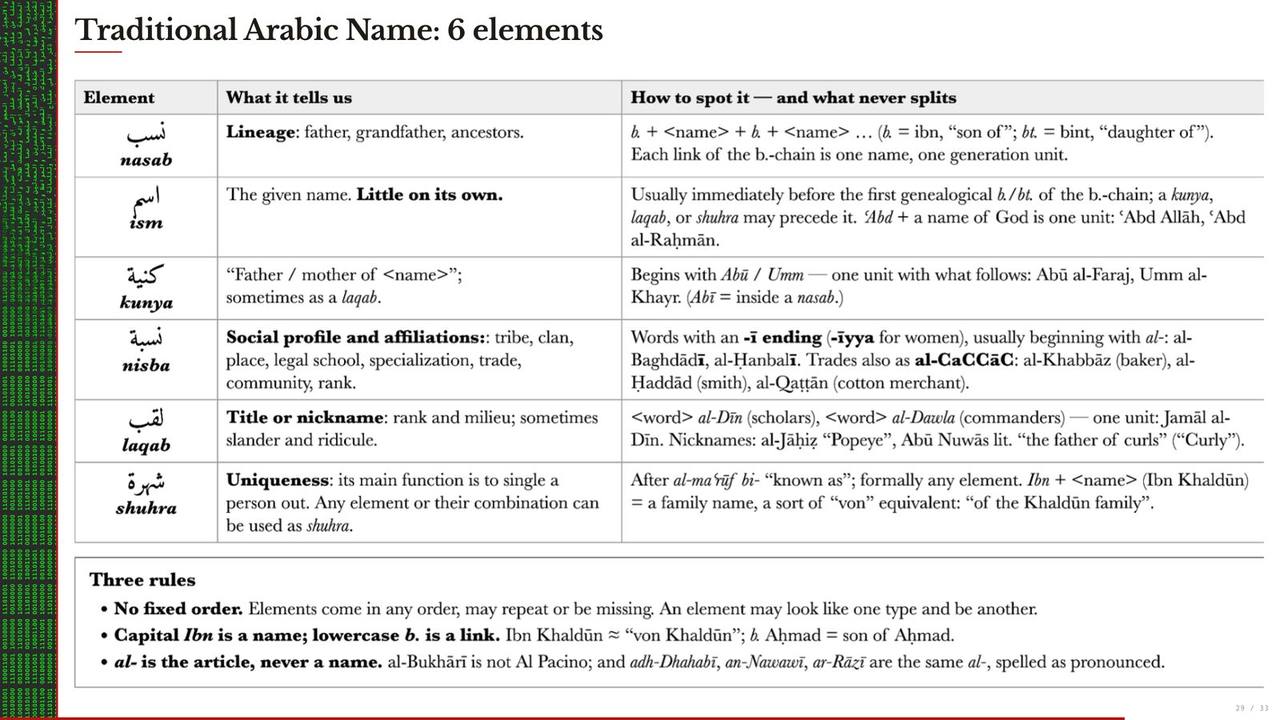 Traditional Arabic Name: 6 elements
Element
What it tells us
How to spot it — and what never splits
نسب
nasab
Lineage: father, grandfather, ancestors.
b. + <name> + b. + <name> … (b. = ibn, “son of”; bt. = bint, “daughter of”).
Each link of the b.-chain is one name, one generation unit.
اسم
ism
The given name. Little on its own.
Usually immediately before the first genealogical b./bt. of the b.-chain; a kunya,
laqab, or shuhra may precede it. ʿAbd + a name of God is one unit: ʿAbd Allāh, ʿAbd
al-Raḥmān.
كنية
kunya
“Father / mother of <name>”;
sometimes as a laqab.
Begins with Abū / Umm — one unit with what follows: Abū al-Faraj, Umm al-
Khayr. (Abī = inside a nasab.)
نسبة
nisba
Social profile and affiliations:: tribe, clan,
place, legal school, specialization, trade,
community, rank.
Words with an -ī ending (-īyya for women), usually beginning with al-: al-
Baghdādī, al-Ḥanbalī. Trades also as al-CaCCāC: al-Khabbāz (baker), al-
Ḥaddād (smith), al-Qaṭṭān (cotton merchant).
لقب
laqab
Title or nickname: rank and milieu; sometimes
slander and ridicule.
<word> al-Dīn (scholars), <word> al-Dawla (commanders) — one unit: Jamāl al-
Dīn. Nicknames: al-Jāḥiẓ “Popeye”, Abū Nuwās lit. “the father of curls” (“Curly”).
شهرة
shuhra
Uniqueness: its main function is to single a
person out. Any element or their combination can
be used as shuhra.
After al-maʿrūf bi- “known as”; formally any element. Ibn + <name> (Ibn Khaldūn)
= a family name, a sort of “von” equivalent: “of the Khaldūn family”.
Three rules
• No fixed order. Elements come in any order, may repeat or be missing. An element may look like one type and be another.
• Capital Ibn is a name; lowercase b. is a link. Ibn Khaldūn ≈ “von Khaldūn”; b. Aḥmad = son of Aḥmad.
• al- is the article, never a name. al-Bukhārī is not Al Pacino; and adh-Dhahabī, an-Nawawī, ar-Rāzī are the same al-, spelled as pronounced.
29 / 33